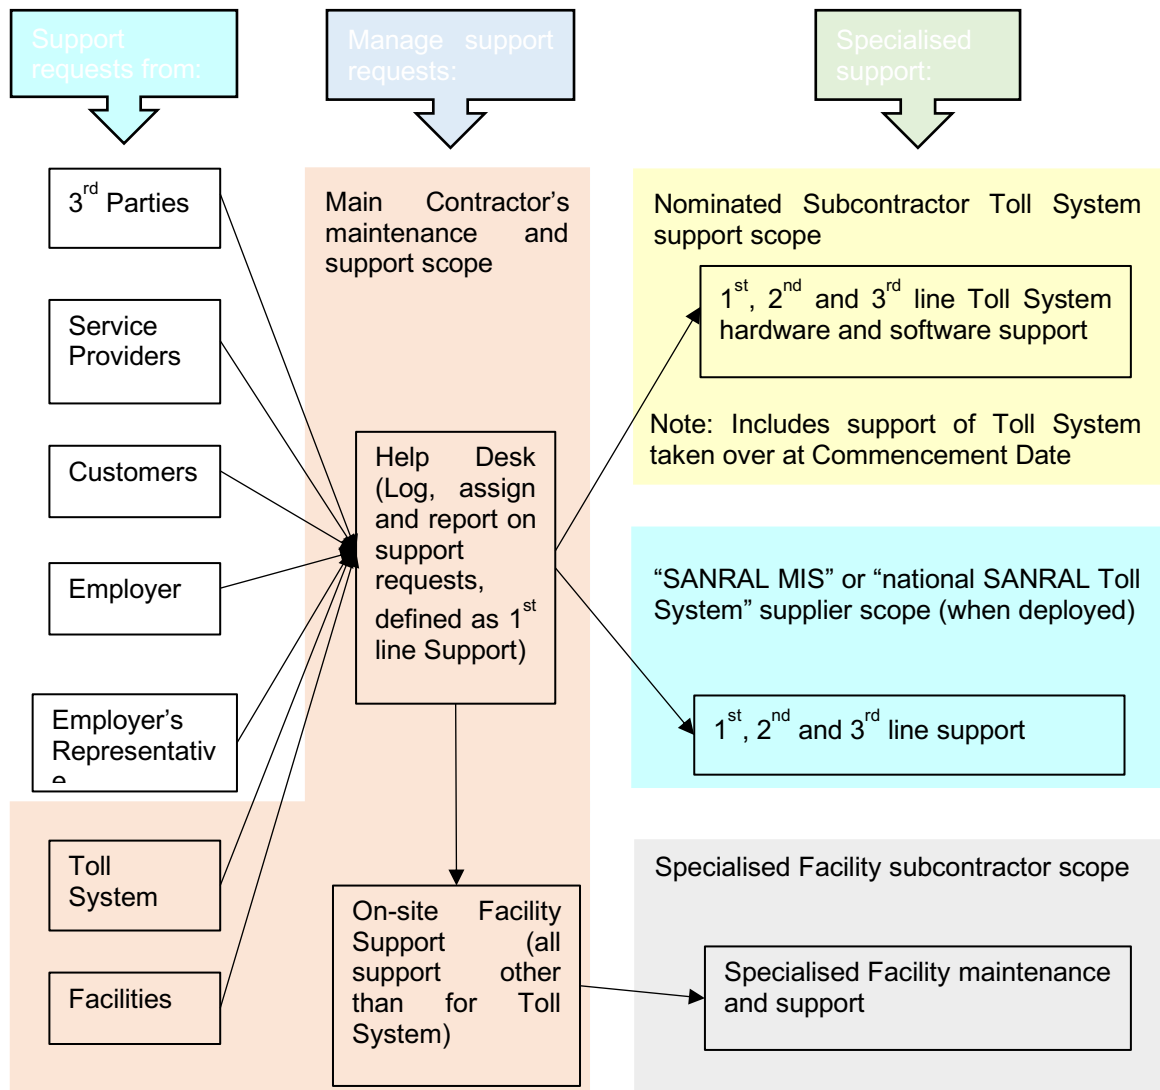 Support
requests from:
Manage support
requests:
Specialised
support:
3rd Parties
Service
Providers
Customers
Employer
Employer’s
Representativ
e
Toll
System
Facilities
Main Contractor’s
maintenance and
support scope
Help Desk
(Log, assign
and report on
support
requests,
defined as 1st
line Support)
On-site Facility
Support (all
support other
than for Toll
System)
Nominated Subcontractor Toll System
support scope
1st, 2nd and 3rd line Toll System
hardware and software support
Note: Includes support of Toll System
taken over at Commencement Date
“SANRAL MIS” or “national SANRAL Toll
System” supplier scope (when deployed)
1st, 2nd and 3rd line support
Specialised Facility subcontractor scope
Specialised Facility maintenance
and support